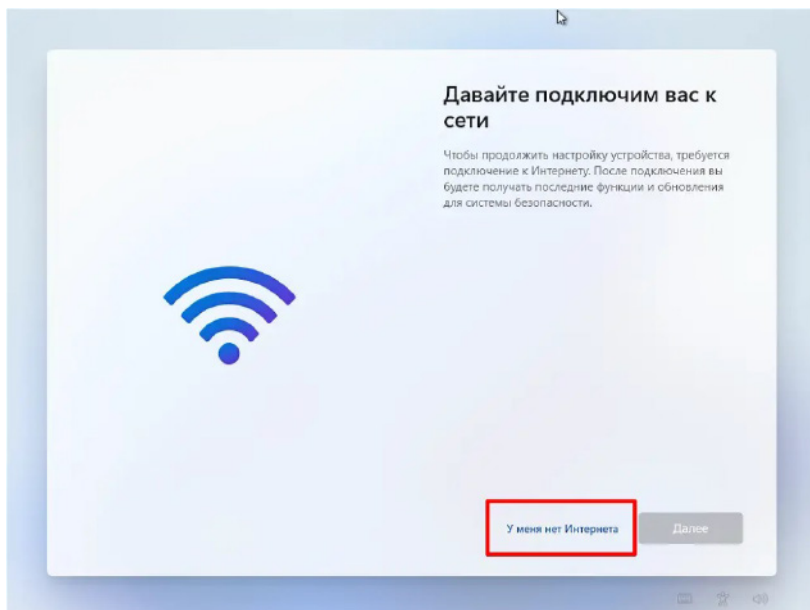 Давайте подключим вас к
сети
Чтобы продолжить настройку устройства, требуется
подключение к Интернету. После подключения вы
будете получать последние функции и обновления
для системы безопасности.
У меня нет Интернета
Далее